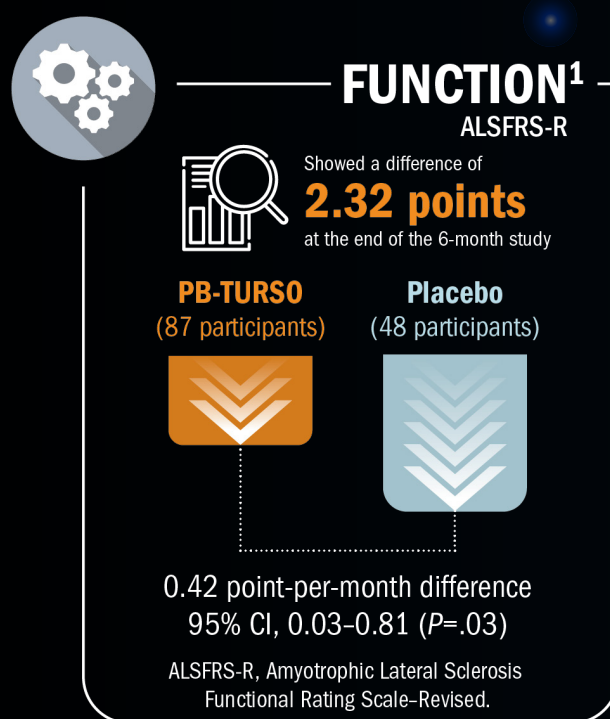 FUNCTION¹
ALSFRS-R
Showed a difference of
2.32 points
at the end of the 6-month study
PB-TURSO
(87 participants)
Placebo
(48 participants)
0.42 point-per-month difference
95% CI, 0.03–0.81 (P=.03)
ALSFRS-R, Amyotrophic Lateral Sclerosis
Functional Rating Scale–Revised.